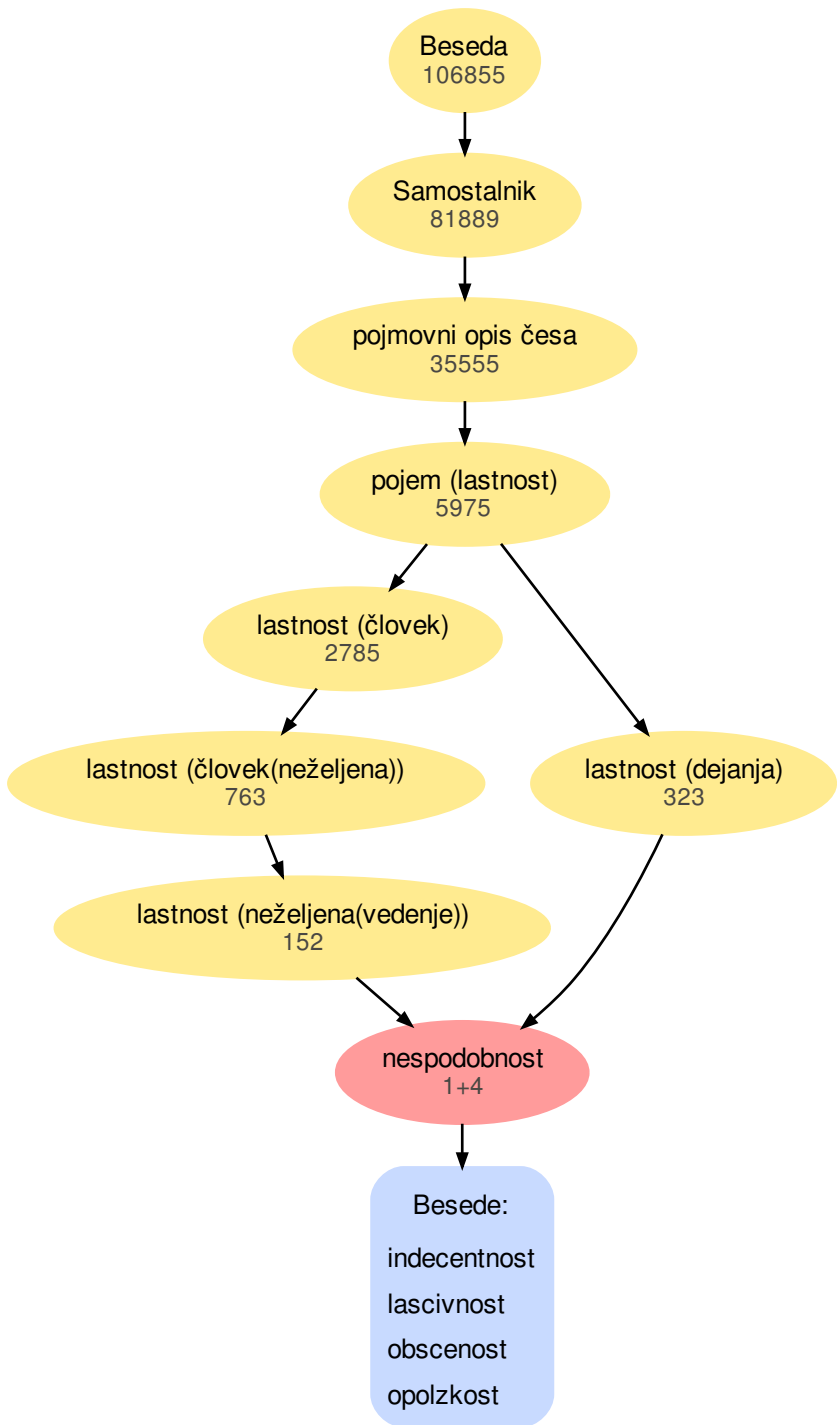 Beseda
106855
Samostalnik
81889
pojmovni opis česa
35555
pojem (lastnost)
5975
lastnost (človek)
2785
lastnost (človek(neželjena))
763
lastnost (dejanja)
323
lastnost (neželjena(vedenje))
152
nespodobnost
1+4
Besede:
indecentnost
lascivnost
obscenost
opolzkost